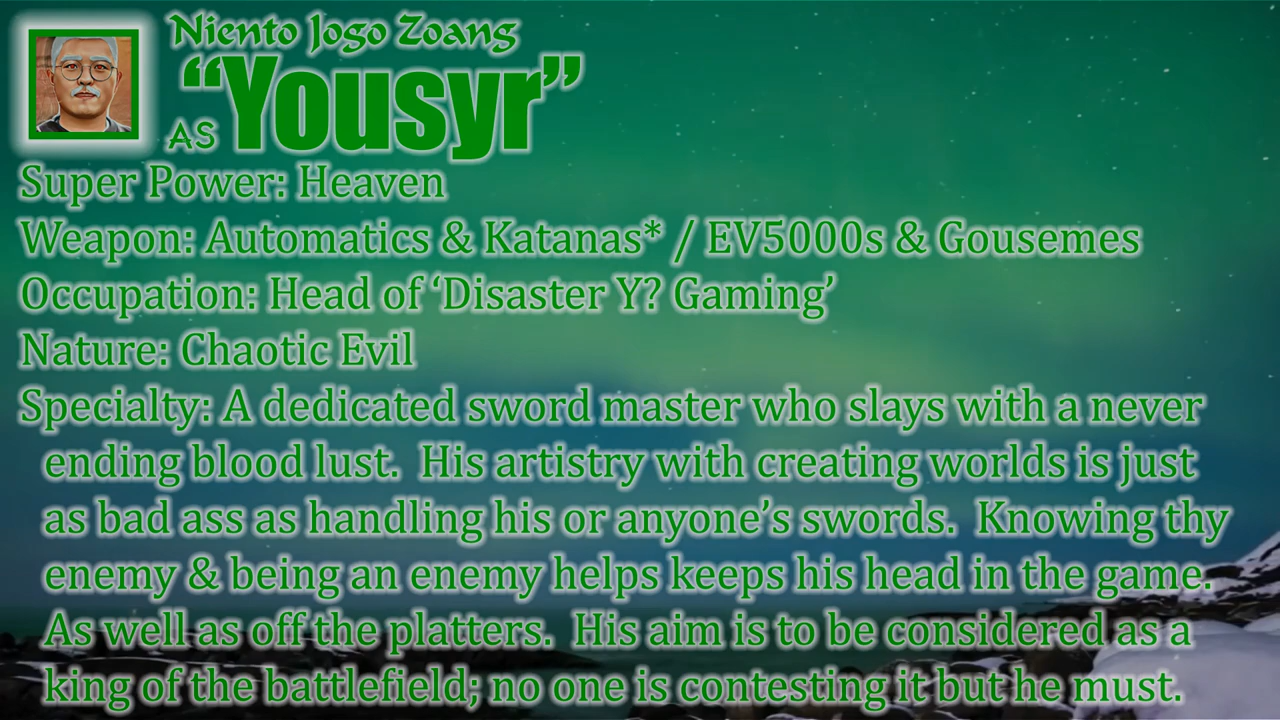 Niento Jogo Zoang
AS “Yousyr”
Super Power: Heaven
Weapon: Automatics & Katanas* / EV5000s & Gousemes
Occupation: Head of ‘Disaster Y? Gaming’
Nature: Chaotic Evil
Specialty: A dedicated sword master who slays with a never
ending blood lust.  His artistry with creating worlds is just
as bad ass as handling his or anyone’s swords.  Knowing thy
enemy & being an enemy helps keeps his head in the game.
As well as off the platters.  His aim is to be considered as a
king of the battlefield; no one is contesting it but he must.